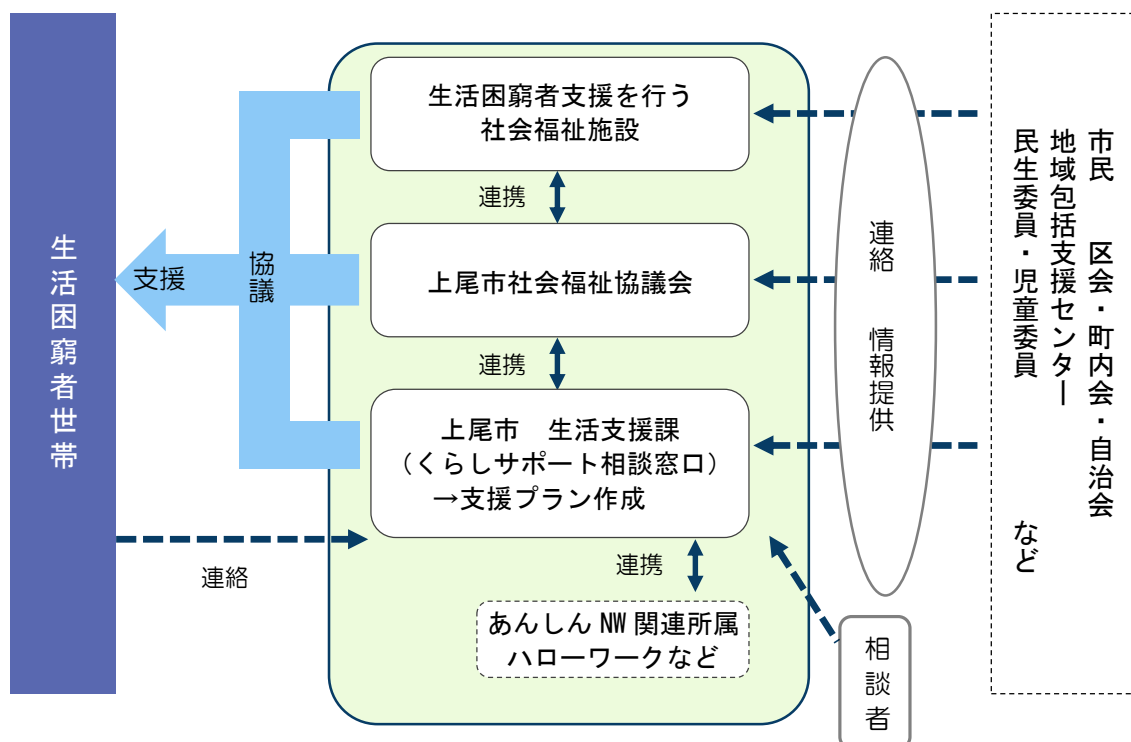 生活困窮者世帯
支援
協議
生活困窮者支援を行う
社会福祉施設
連携
上尾市社会福祉協議会
連携
上尾市　生活支援課
（くらしサポート相談窓口）
→支援プラン作成
連絡
連携
あんしん NW 関連所属
ハローワークなど
連絡　情報提供
相談者
市民　区会・町内会・自治会
地域包括支援センター
民生委員・児童委員　など